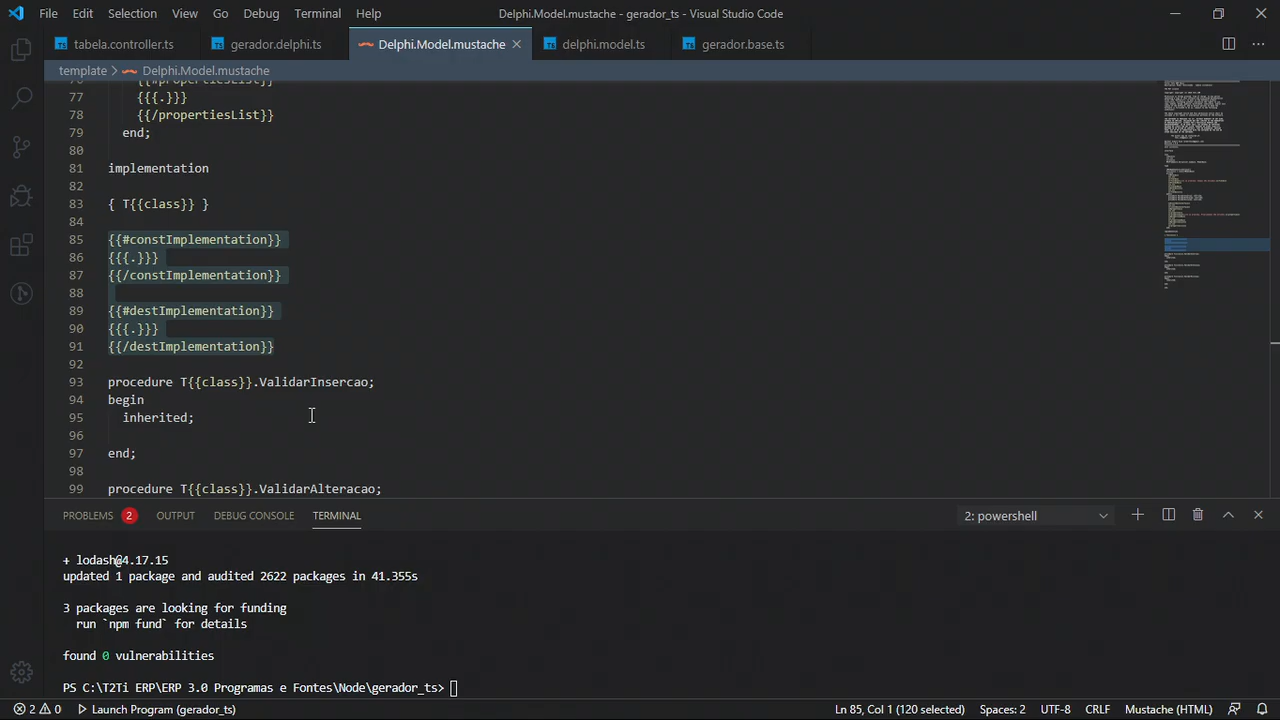 File Edit Selection View Go Debug Terminal Help
Delphi.Model.mustache - gerador_ts - Visual Studio Code
tabela.controller.ts gerador.delphi.ts Delphi.Model.mustache delphi.model.ts gerador.base.ts
template > Delphi.Model.mustache
76 {{#propertiesList}}
77 {{{.}}}
78 {{/propertiesList}}
79 end;
80
81 implementation
82
83 { T{{class}} }
84
85 {{#constImplementation}}
86 {{{.}}}
87 {{/constImplementation}}
88
89 {{#destImplementation}}
90 {{{.}}}
91 {{/destImplementation}}
92
93 procedure T{{class}}.ValidarInsercao;
94 begin
95 inherited;
96
97 end;
98
99 procedure T{{class}}.ValidarAlteracao;
PROBLEMS 2 OUTPUT DEBUG CONSOLE TERMINAL 2: powershell
+ lodash@4.17.15
updated 1 package and audited 2622 packages in 41.355s
3 packages are looking for funding
run `npm fund` for details
found 0 vulnerabilities
PS C:\T2Ti ERP\ERP 3.0 Programas e Fontes\Node\gerador_ts>
2 0 Launch Program (gerador_ts) Ln 85, Col 1 (120 selected) Spaces: 2 UTF-8 CRLF Mustache (HTML)